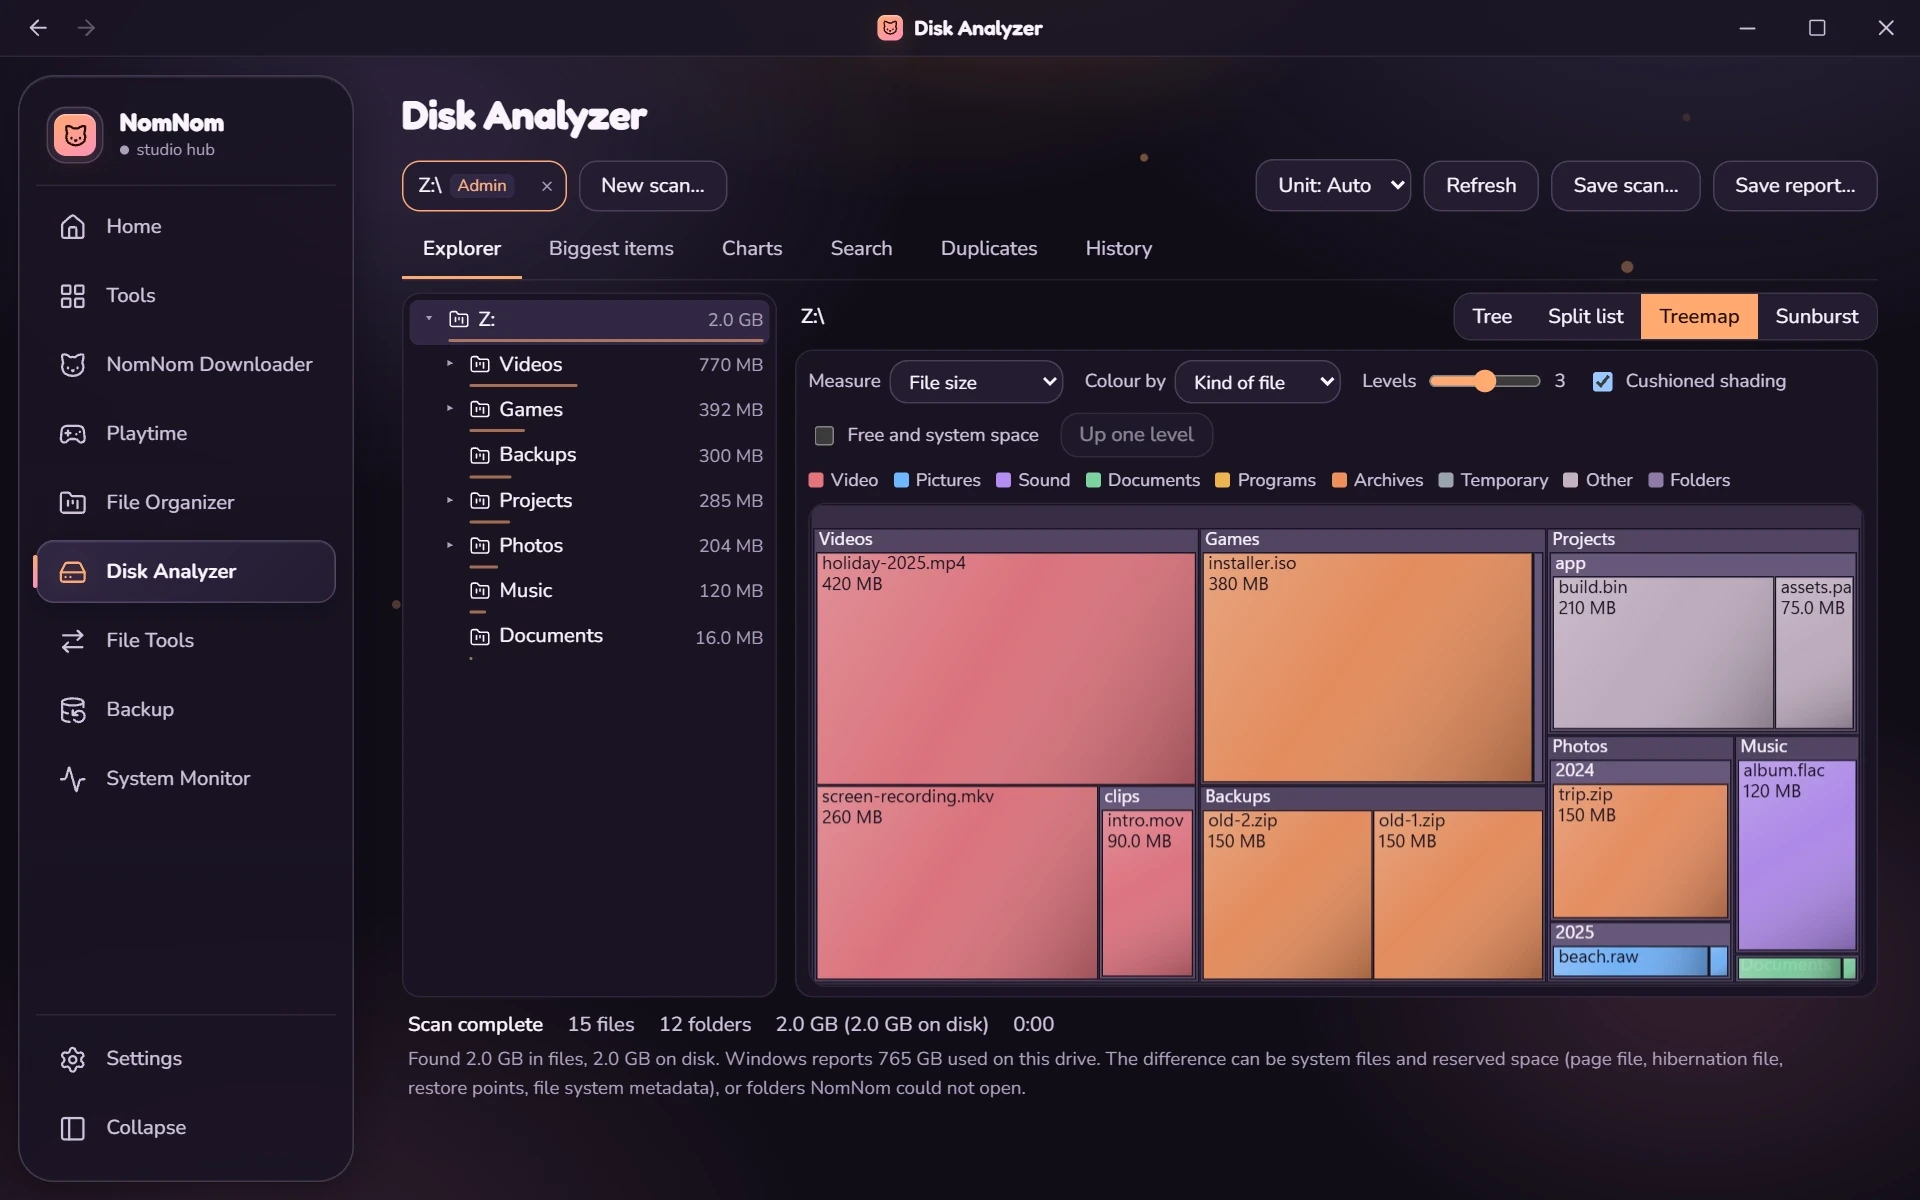 Disk Analyzer
NomNom
studio hub
Home
Tools
NomNom Downloader
Playtime
File Organizer
Disk Analyzer
File Tools
Backup
System Monitor
Settings
Collapse
Disk Analyzer
Z:\ Admin
New scan...
Unit: Auto
Refresh
Save scan...
Save report...
Explorer
Biggest items
Charts
Search
Duplicates
History
Z: 2.0 GB
Videos 770 MB
Games 392 MB
Backups 300 MB
Projects 285 MB
Photos 204 MB
Music 120 MB
Documents 16.0 MB
Z:\
Tree
Split list
Treemap
Sunburst
Measure File size
Colour by Kind of file
Levels 3
Cushioned shading
Free and system space
Up one level
Video Pictures Sound Documents Programs Archives Temporary Other Folders
Videos
holiday-2025.mp4
420 MB
screen-recording.mkv
260 MB
clips
intro.mov
90.0 MB
Games
installer.iso
380 MB
Backups
old-2.zip
150 MB
old-1.zip
150 MB
Projects
app
build.bin
210 MB
assets.pa
75.0 MB
Photos
2024
trip.zip
150 MB
2025
beach.raw
Music
album.flac
120 MB
Documents
Scan complete 15 files 12 folders 2.0 GB (2.0 GB on disk) 0:00
Found 2.0 GB in files, 2.0 GB on disk. Windows reports 765 GB used on this drive. The difference can be system files and reserved space (page file, hibernation file,
restore points, file system metadata), or folders NomNom could not open.